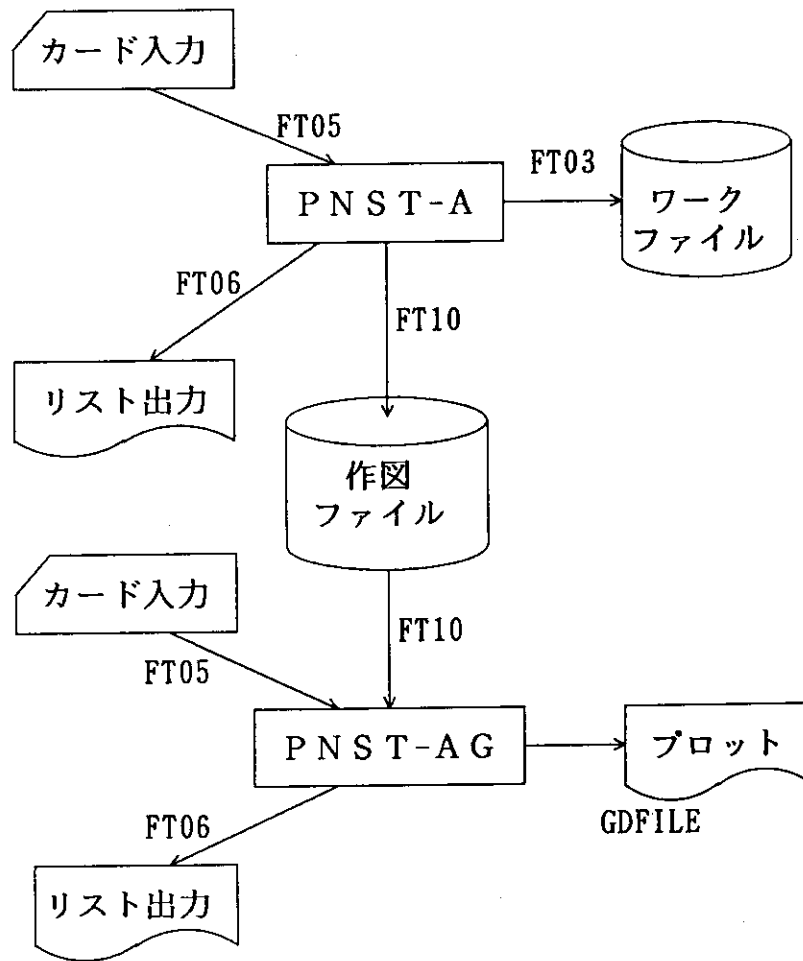 カード入力
FT05
PNST-A
FT03
ワーク
ファイル
FT06
FT10
リスト出力
作図
ファイル
カード入力
FT10
FT05
PNST-AG
プロット
FT06
GDFILE
リスト出力